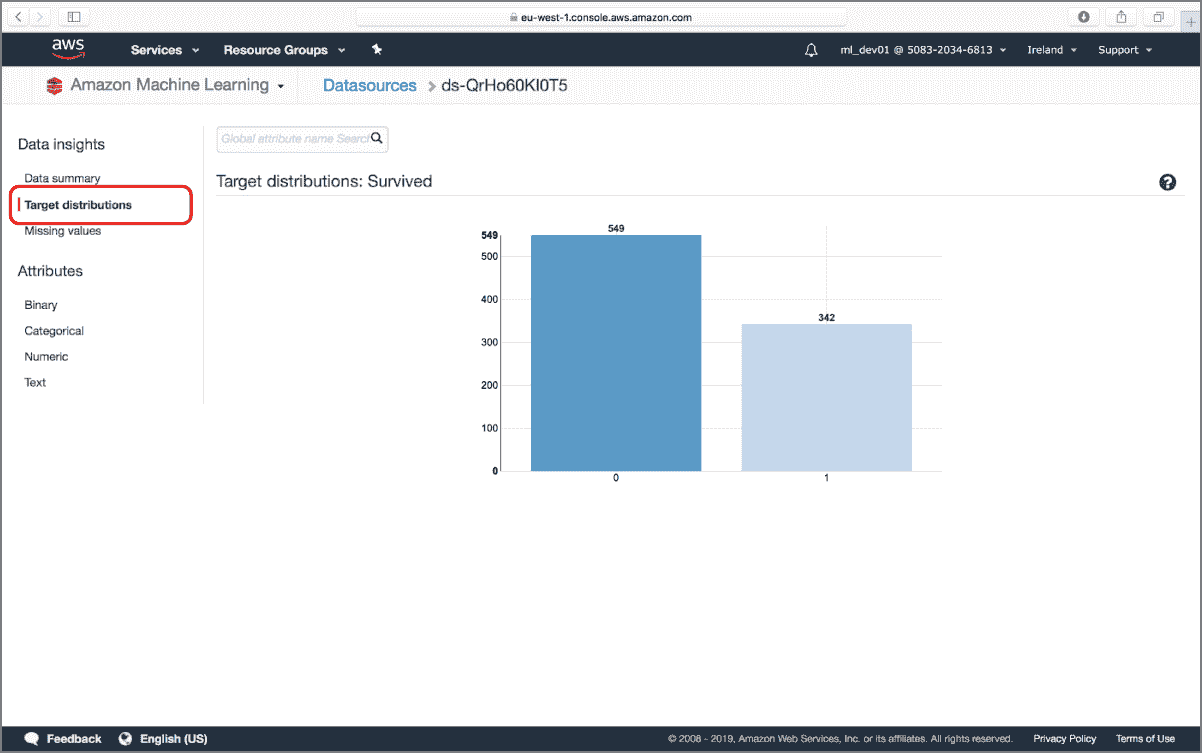 eu-west-1.console.aws.amazon.com
aws Services Resource Groups ml_dev01 @ 5083-2034-6813 Ireland Support
Amazon Machine Learning Datasources > ds-QrHo60KI0T5
Data insights
Data summary
Target distributions
Missing values
Attributes
Binary
Categorical
Numeric
Text
Global attribute name Search
Target distributions: Survived
?
549
549
500
400
342
300
200
100
0
0 1
Feedback English (US) © 2008 - 2019, Amazon Web Services, Inc. or its affiliates. All rights reserved. Privacy Policy Terms of Use